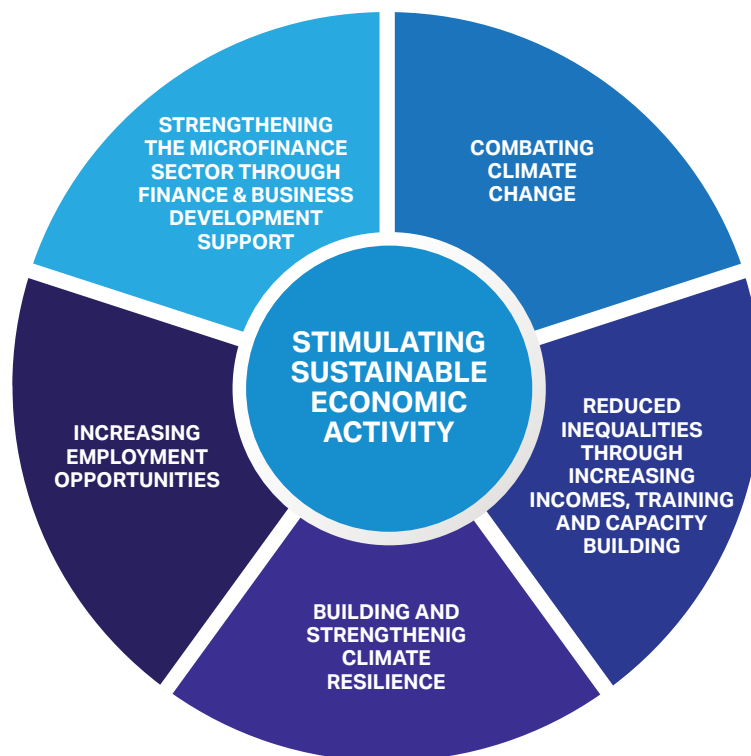 STRENGTHENING
THE MICROFINANCE
SECTOR THROUGH
FINANCE & BUSINESS
DEVELOPMENT
SUPPORT
COMBATING
CLIMATE
CHANGE
STIMULATING
SUSTAINABLE
ECONOMIC
ACTIVITY
REDUCED
INEQUALITIES
THROUGH
INCREASING
INCOMES, TRAINING
AND CAPACITY
BUILDING
INCREASING
EMPLOYMENT
OPPORTUNITIES
BUILDING AND
STRENGTHENIG
CLIMATE
RESILIENCE